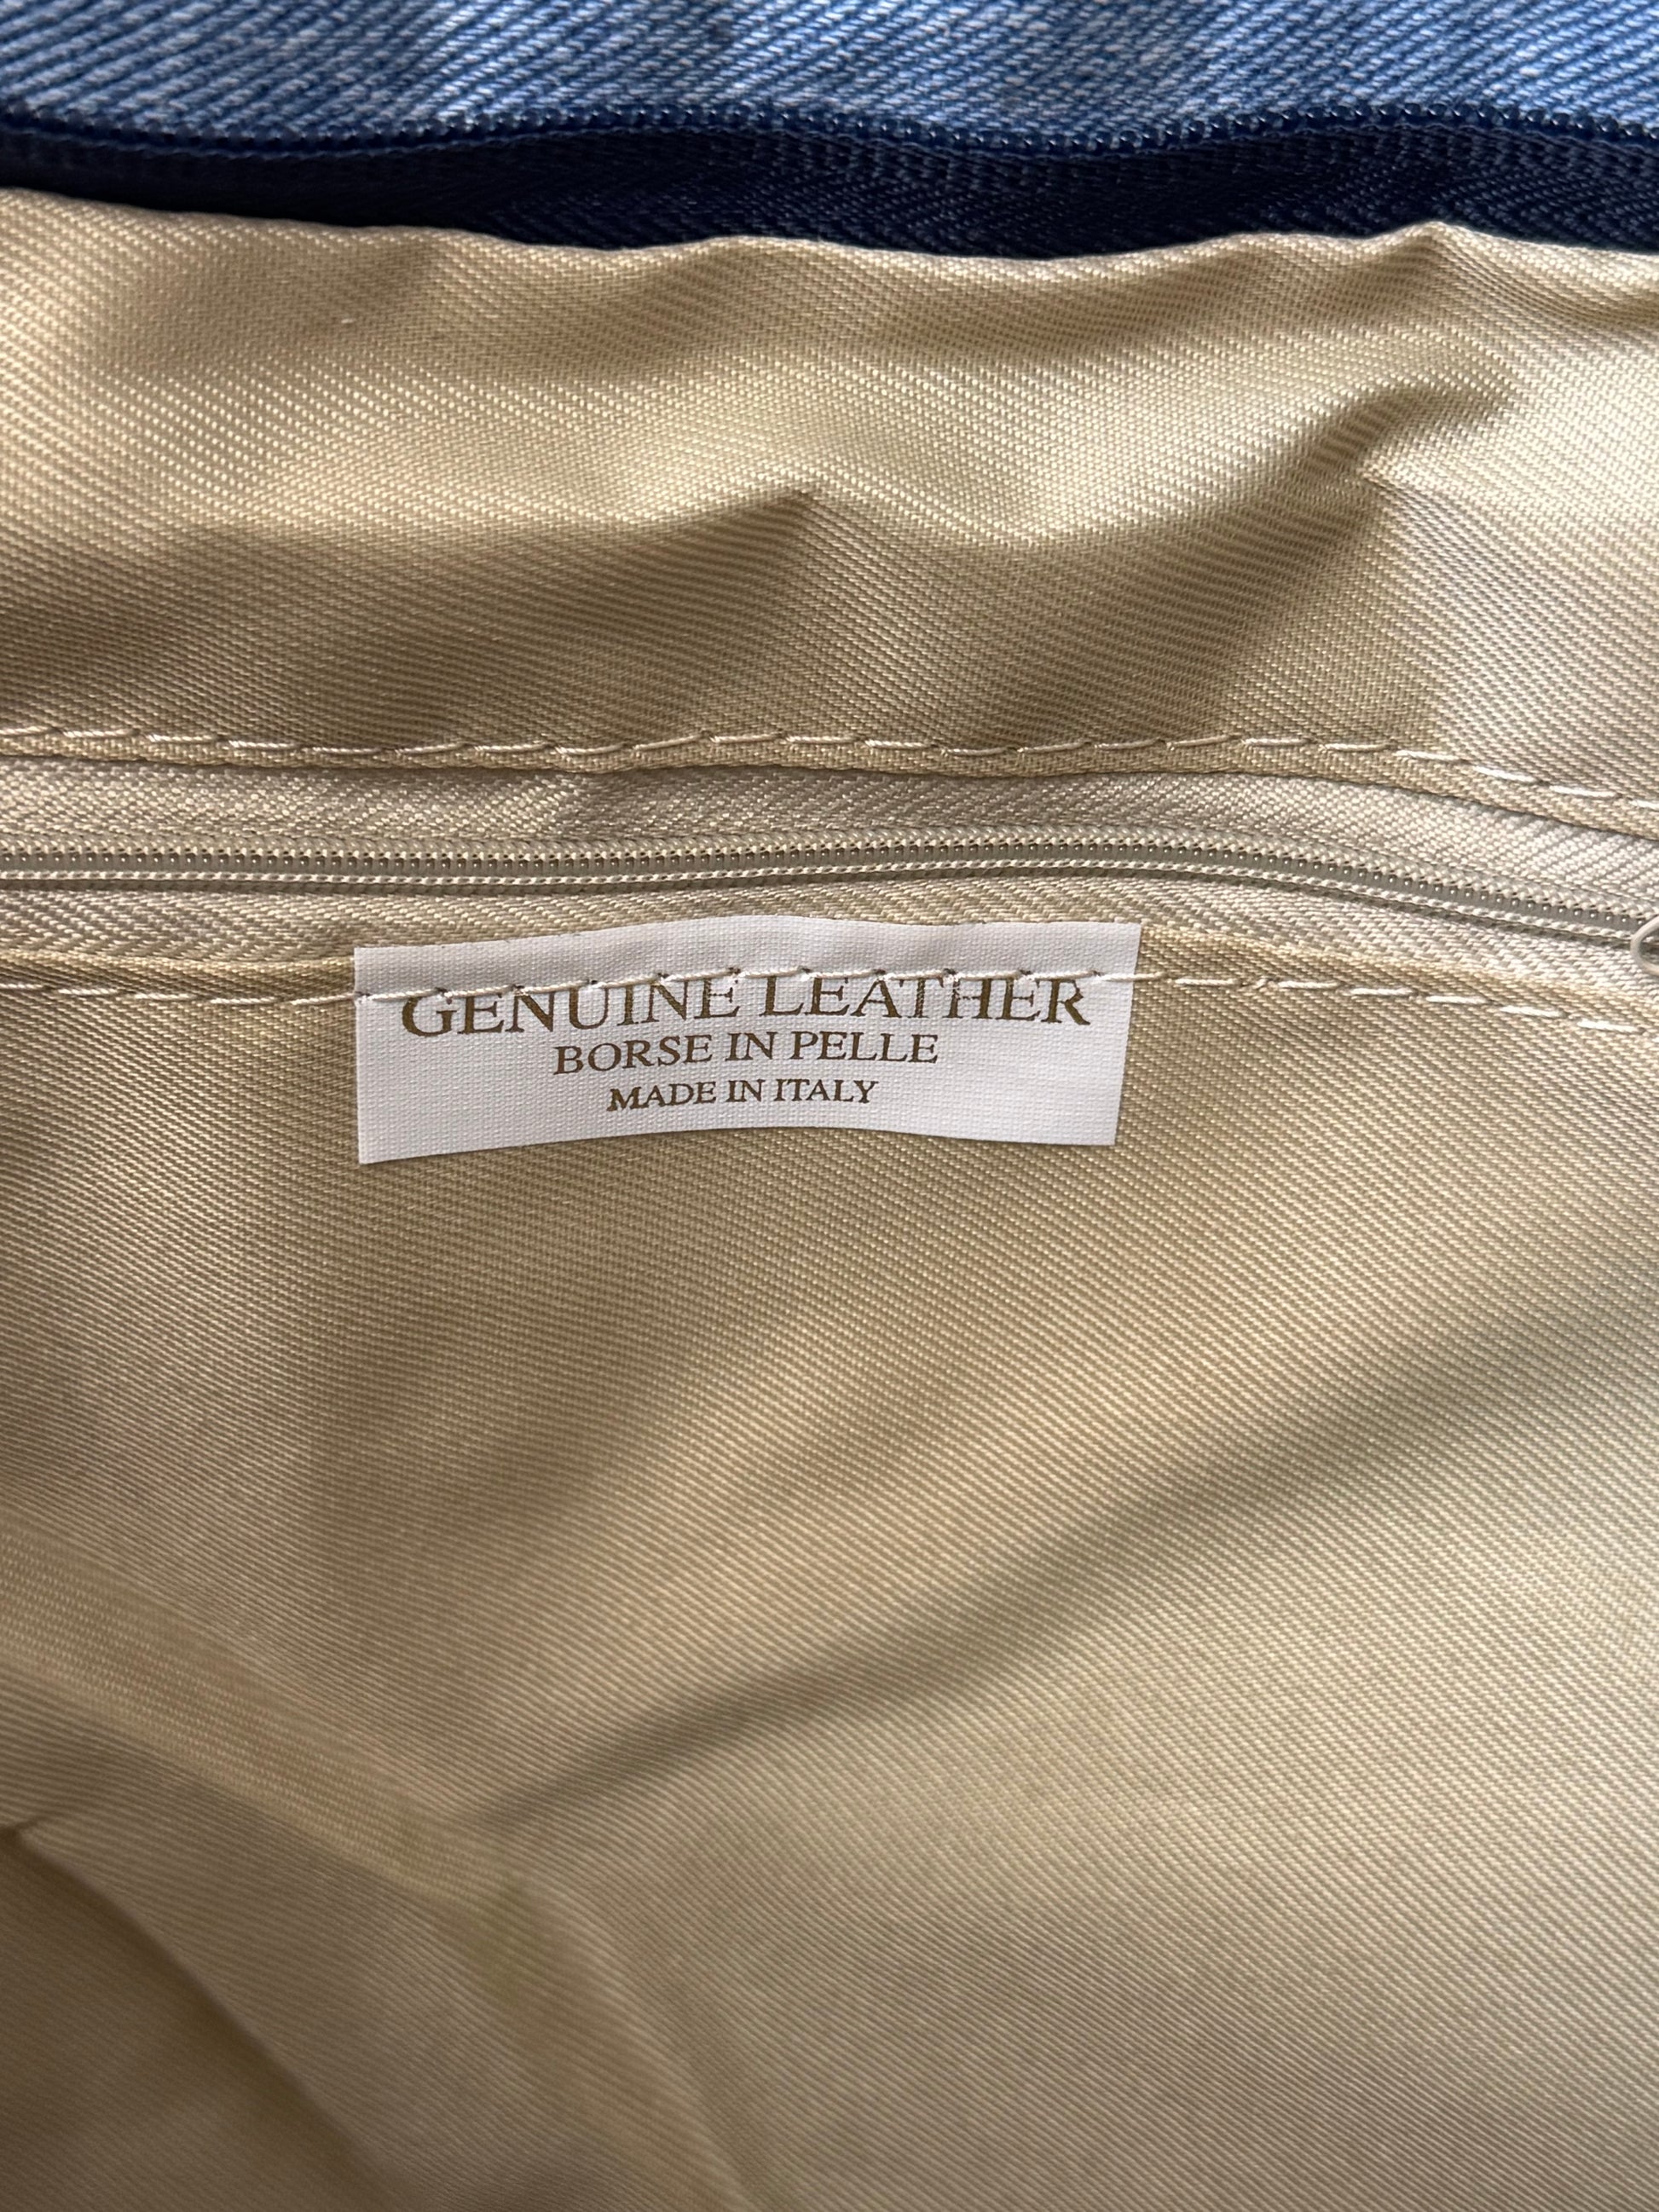 GENUINE LEATHER
BORSE IN PELLE
MADE IN ITALY